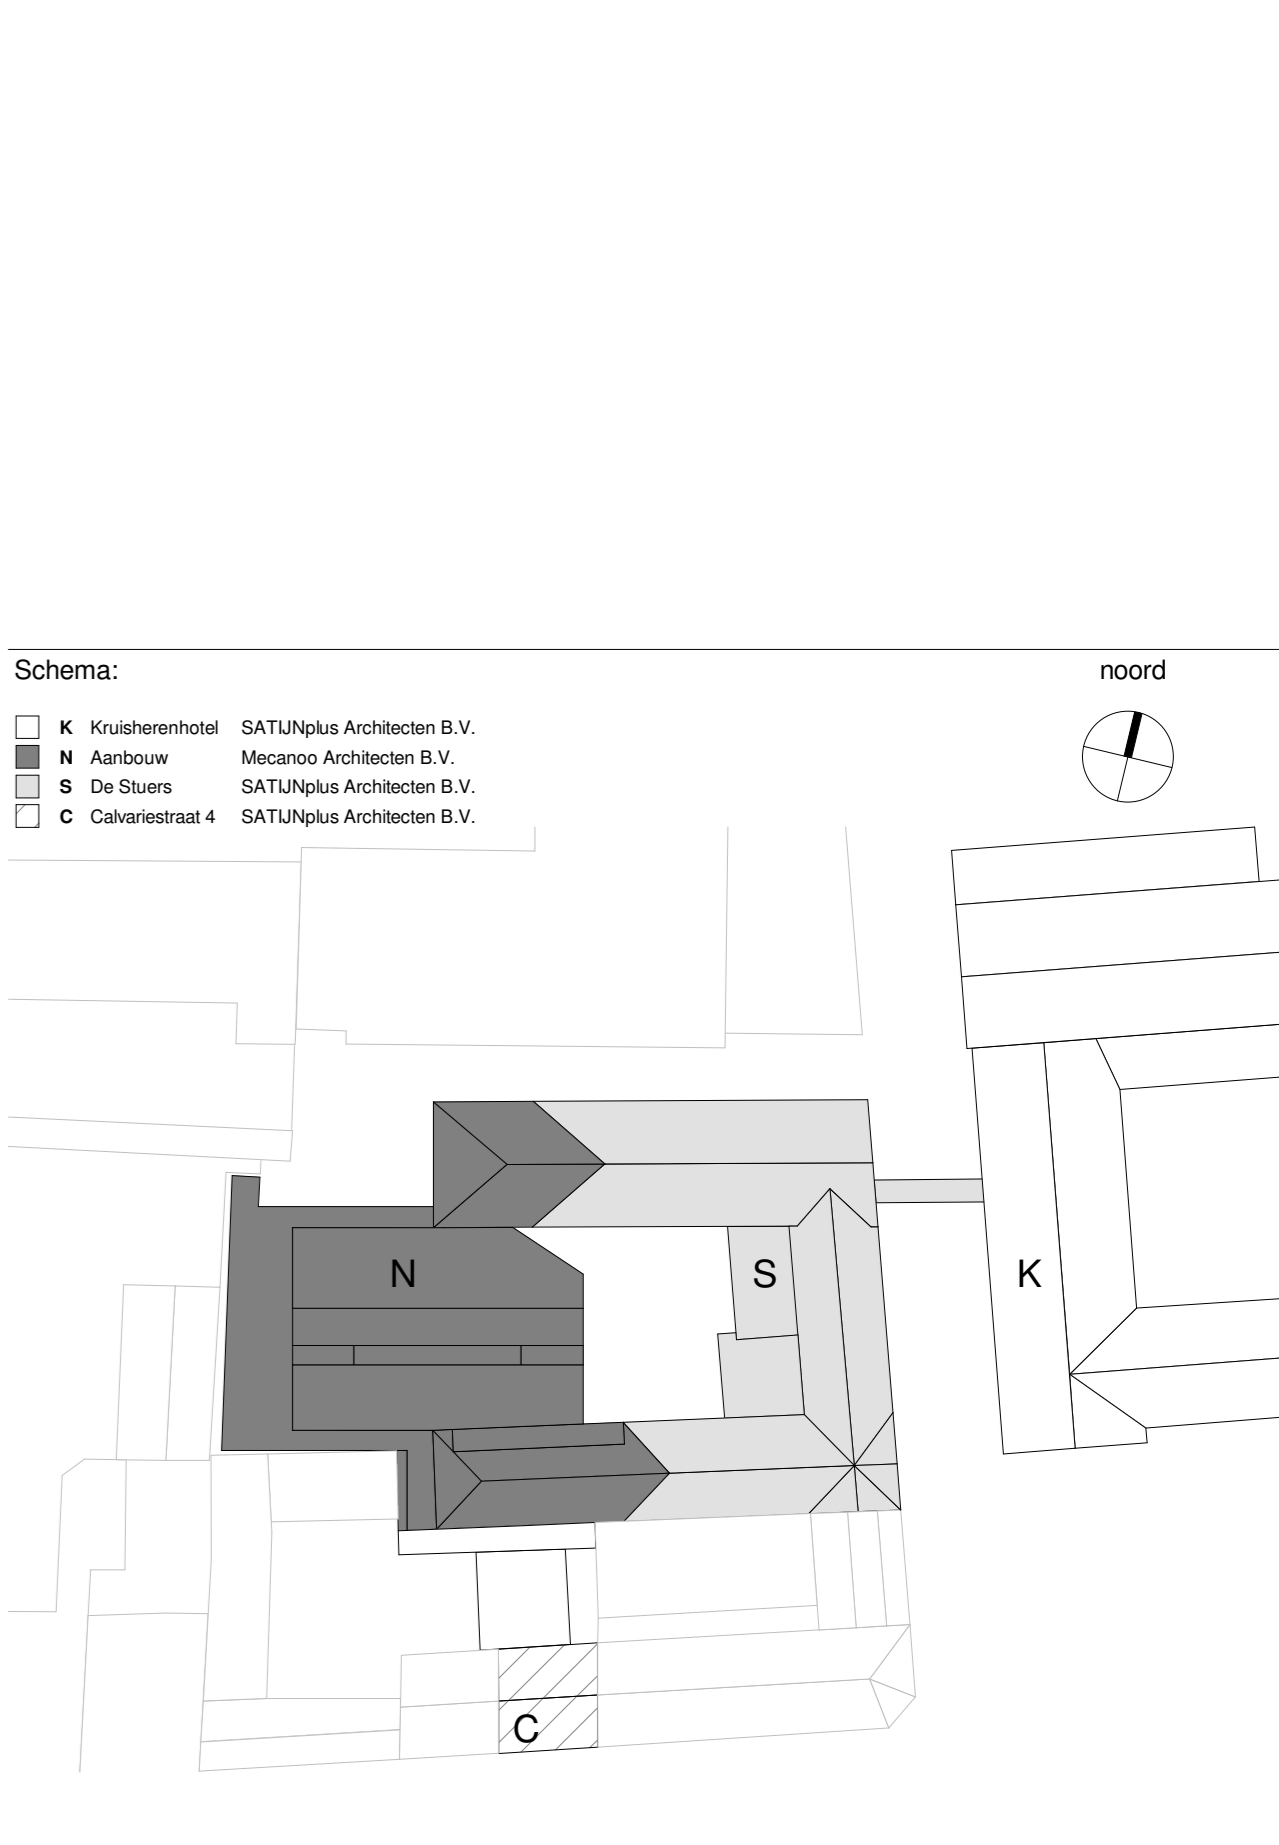 Schema:
noord
K Kruisherenhotel SATIJNplus Architecten B.V.
N Aanbouw Mecanoo Architecten B.V.
S De Stuers SATIJNplus Architecten B.V.
C Calvariestraat 4 SATIJNplus Architecten B.V.
N
S
K
C